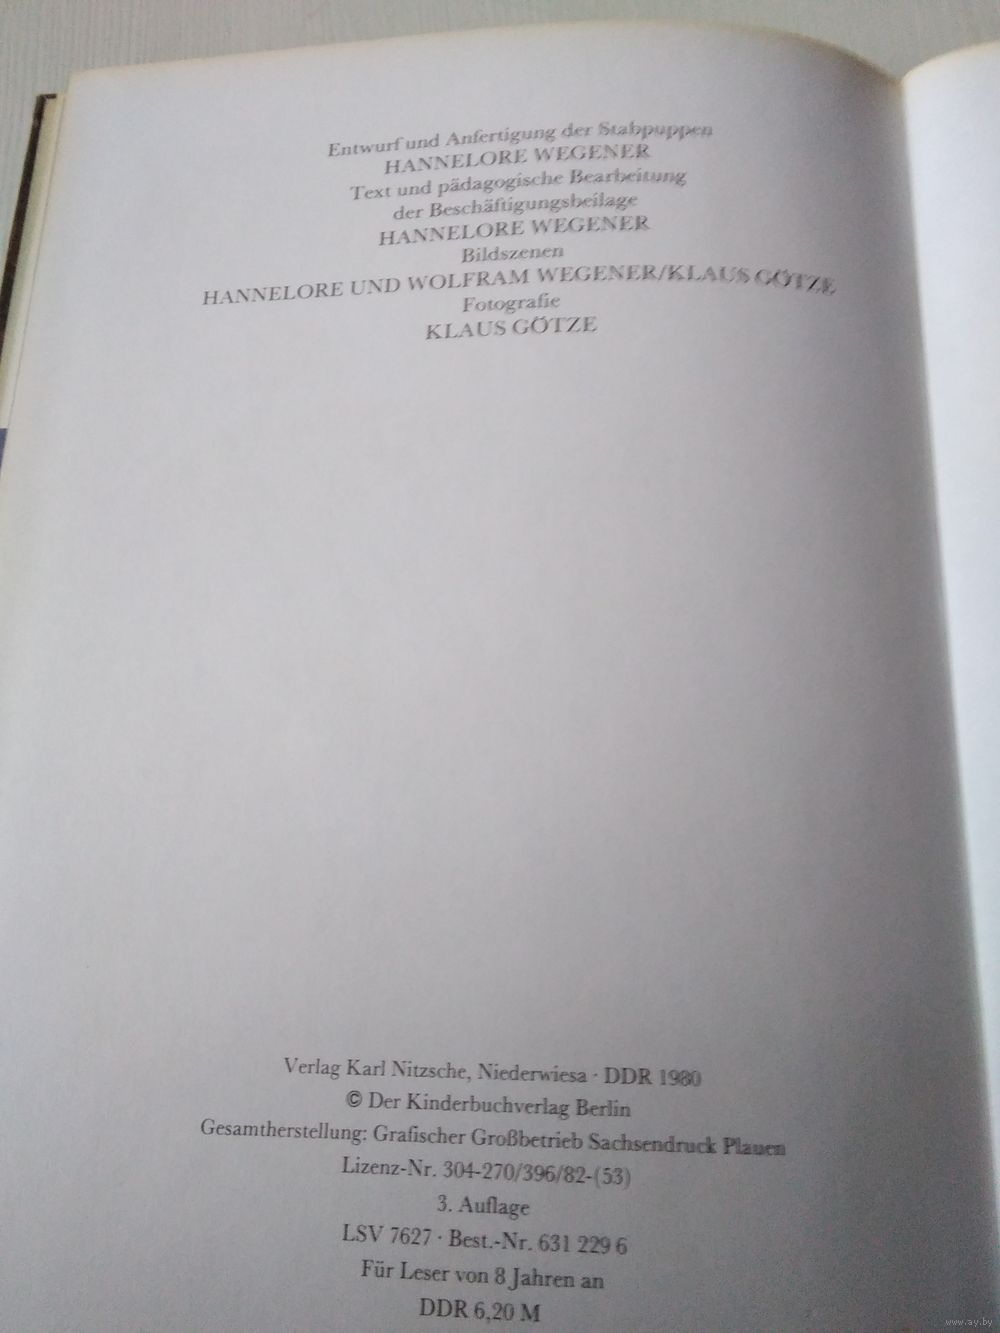 Entwurf und Anfertigung der Stabpuppen
HANNELORE WEGENER
Text und pädagogische Bearbeitung
der Beschäftigungsbeilage
HANNELORE WEGENER
Bildszenen
HANNELORE UND WOLFRAM WEGENER/KLAUS GÖTZE
Fotografie
KLAUS GÖTZE
Verlag Karl Nitzsche, Niederwiesa · DDR 1980
© Der Kinderbuchverlag Berlin
Gesamtherstellung: Grafischer Großbetrieb Sachsendruck Plauen
Lizenz-Nr. 304-270/396/82-(53)
3. Auflage
LSV 7627 · Best.-Nr. 631 229 6
Für Leser von 8 Jahren an
DDR 6,20 M
www.ay.by